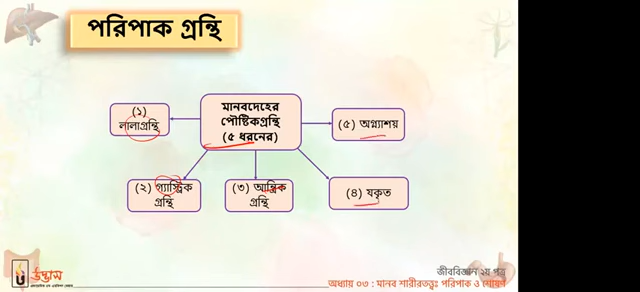 পরিপাক গ্রন্থি
মানবদেহের
পৌষ্টিকগ্রন্থি
(৫ ধরনের)
(১)
লালাগ্রন্থি
(২) গ্যাস্ট্রিক
গ্রন্থি
(৩) আন্ত্রিক
গ্রন্থি
(৪) যকৃত
(৫) অগ্ন্যাশয়
উদ্ভাস
জীববিজ্ঞান ২য় পত্র
অধ্যায় ০৩ : মানব শারীরতত্ত্বঃ পরিপাক ও শোষণ